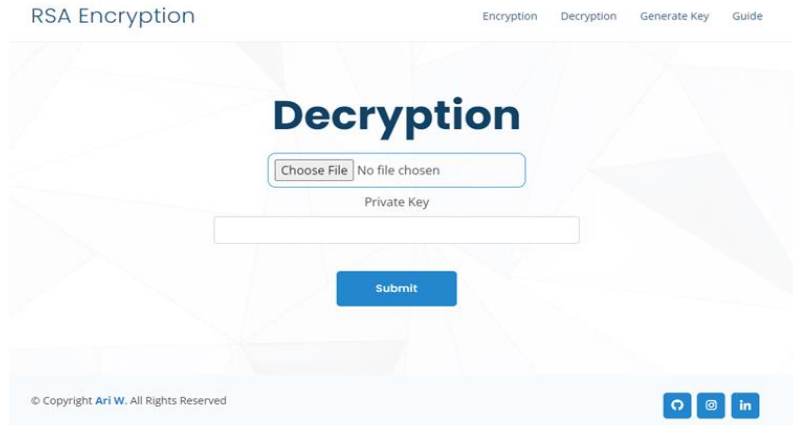 RSA Encryption
Encryption Decryption Generate Key Guide
Decryption
Choose File No file chosen
Private Key
Submit
© Copyright Ari W. All Rights Reserved
in